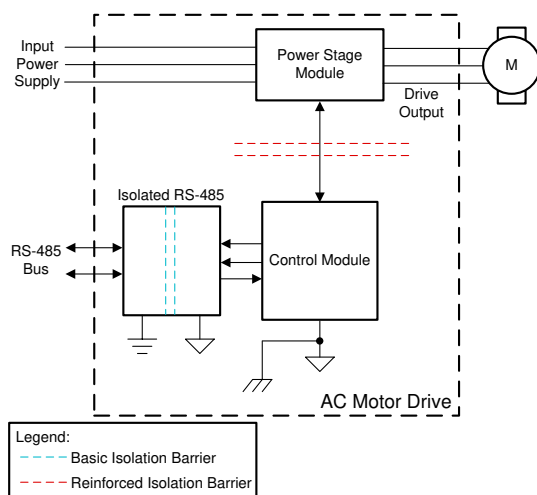 Input
Power
Supply
Power Stage
Module
M
Drive
Output
Isolated RS-485
RS-485
Bus
Control Module
AC Motor Drive
Legend:
Basic Isolation Barrier
Reinforced Isolation Barrier